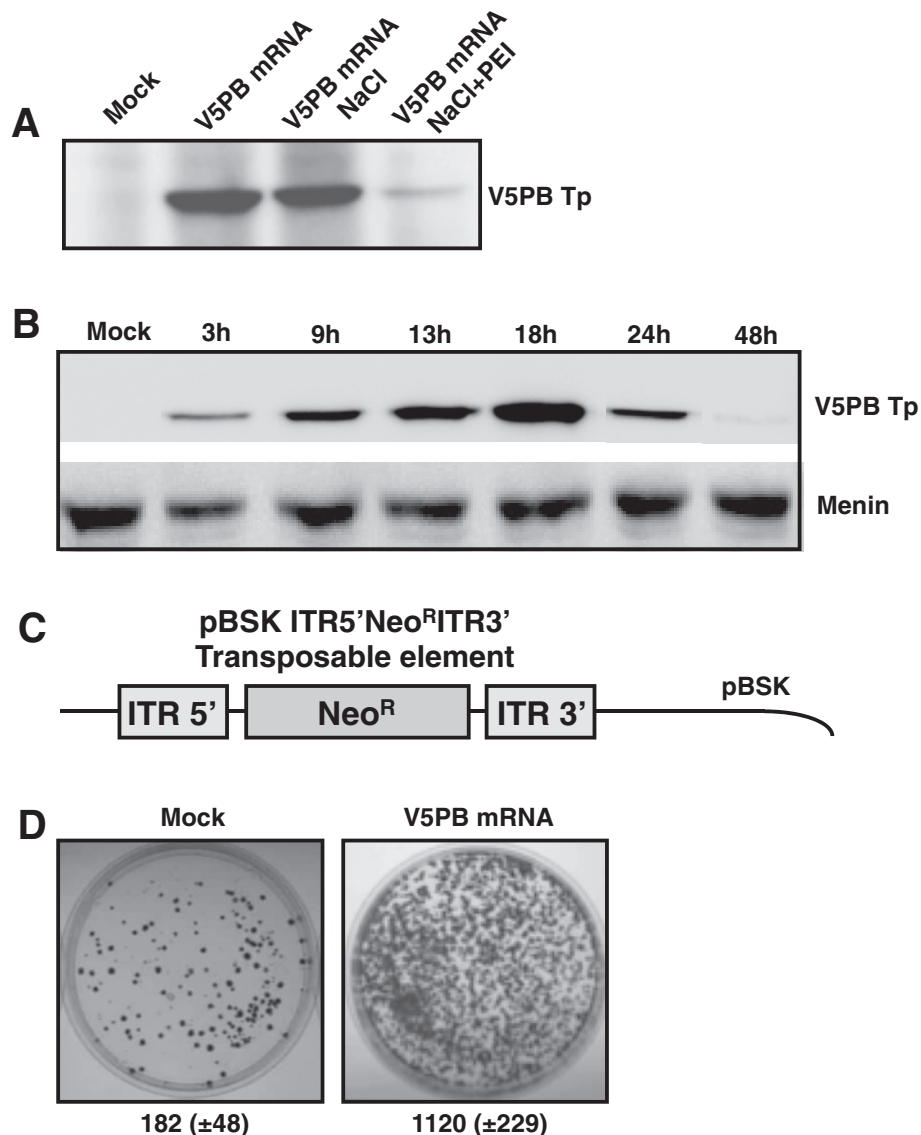 A
Mock
V5PB mRNA
V5PB mRNA
NaCl
V5PB mRNA
NaCl+PEI
V5PB Tp
B
Mock 3h 9h 13h 18h 24h 48h
V5PB Tp
Menin
C
pBSK ITR5’NeoᴿITR3’
Transposable element
pBSK
ITR 5’ Neoᴿ ITR 3’
D
Mock V5PB mRNA
182 (±48) 1120 (±229)